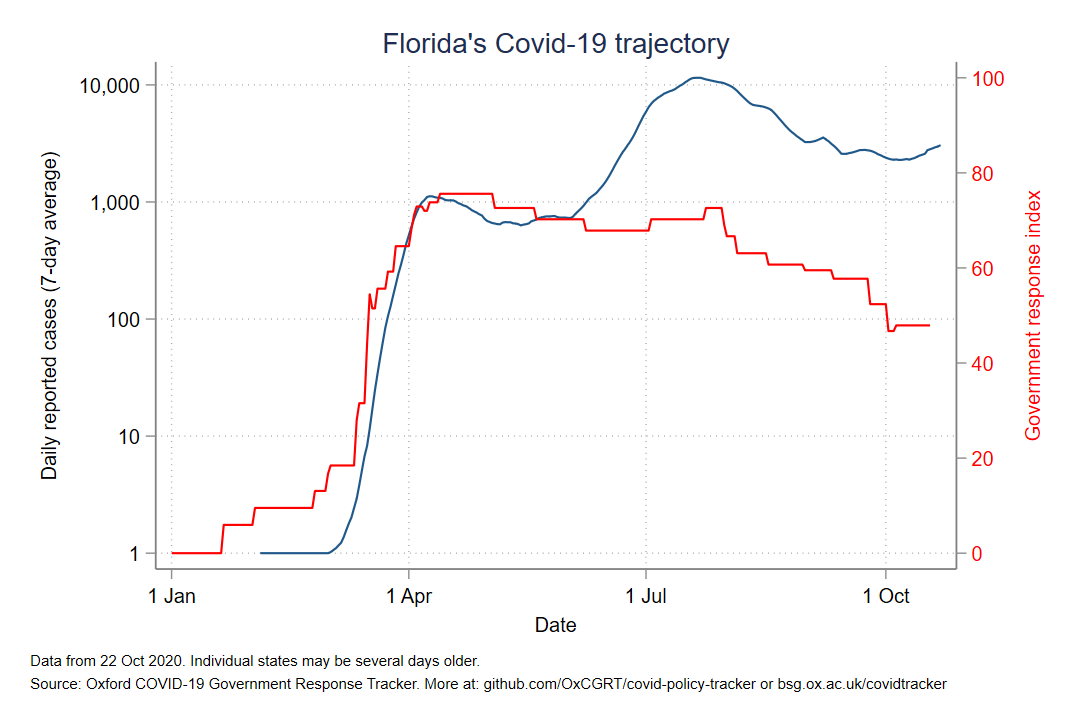 Florida's Covid-19 trajectory
10,000
1,000
100
10
1
Daily reported cases (7-day average)
100
80
60
40
20
0
Government response index
1 Jan
1 Apr
1 Jul
1 Oct
Date
Data from 22 Oct 2020. Individual states may be several days older.
Source: Oxford COVID-19 Government Response Tracker. More at: github.com/OxCGRT/covid-policy-tracker or bsg.ox.ac.uk/covidtracker